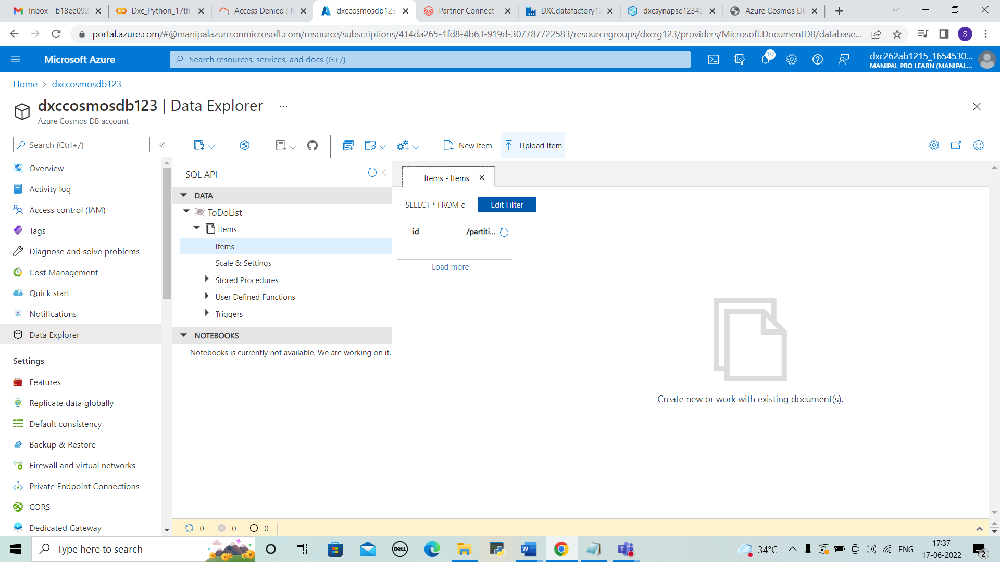 Inbox - b18ee092
Dxc_Python_17th
Access Denied | N
dxccosmosdb123
Partner Connect -
DXCdatafactory12
dxcsynapse12345
Azure Cosmos DB
portal.azure.com/#@manipalazure.onmicrosoft.com/resource/subscriptions/414da265-1fd8-4b63-919d-307787722583/resourcegroups/dxcrg123/providers/Microsoft.DocumentDB/database...
S
Microsoft Azure
Search resources, services, and docs (G+/)
10
dxc262ab1215_1654530...
MANIPAL PRO LEARN (MANIPAL...
Home > dxccosmosdb123
dxccosmosdb123 | Data Explorer ...
Azure Cosmos DB account
Search (Ctrl+/)
«
New Item
Upload Item
Overview
Activity log
Access control (IAM)
Tags
Diagnose and solve problems
Cost Management
Quick start
Notifications
Data Explorer
Settings
Features
Replicate data globally
Default consistency
Backup & Restore
Firewall and virtual networks
Private Endpoint Connections
CORS
Dedicated Gateway
SQL API
DATA
ToDoList
Items
Items
Scale & Settings
Stored Procedures
User Defined Functions
Triggers
NOTEBOOKS
Notebooks is currently not available. We are working on it.
Items - Items
SELECT * FROM c
Edit Filter
id
/partiti...
Load more
Create new or work with existing document(s).
0
0
0
Type here to search
DELL
34°C
ENG
17:37
17-06-2022
2